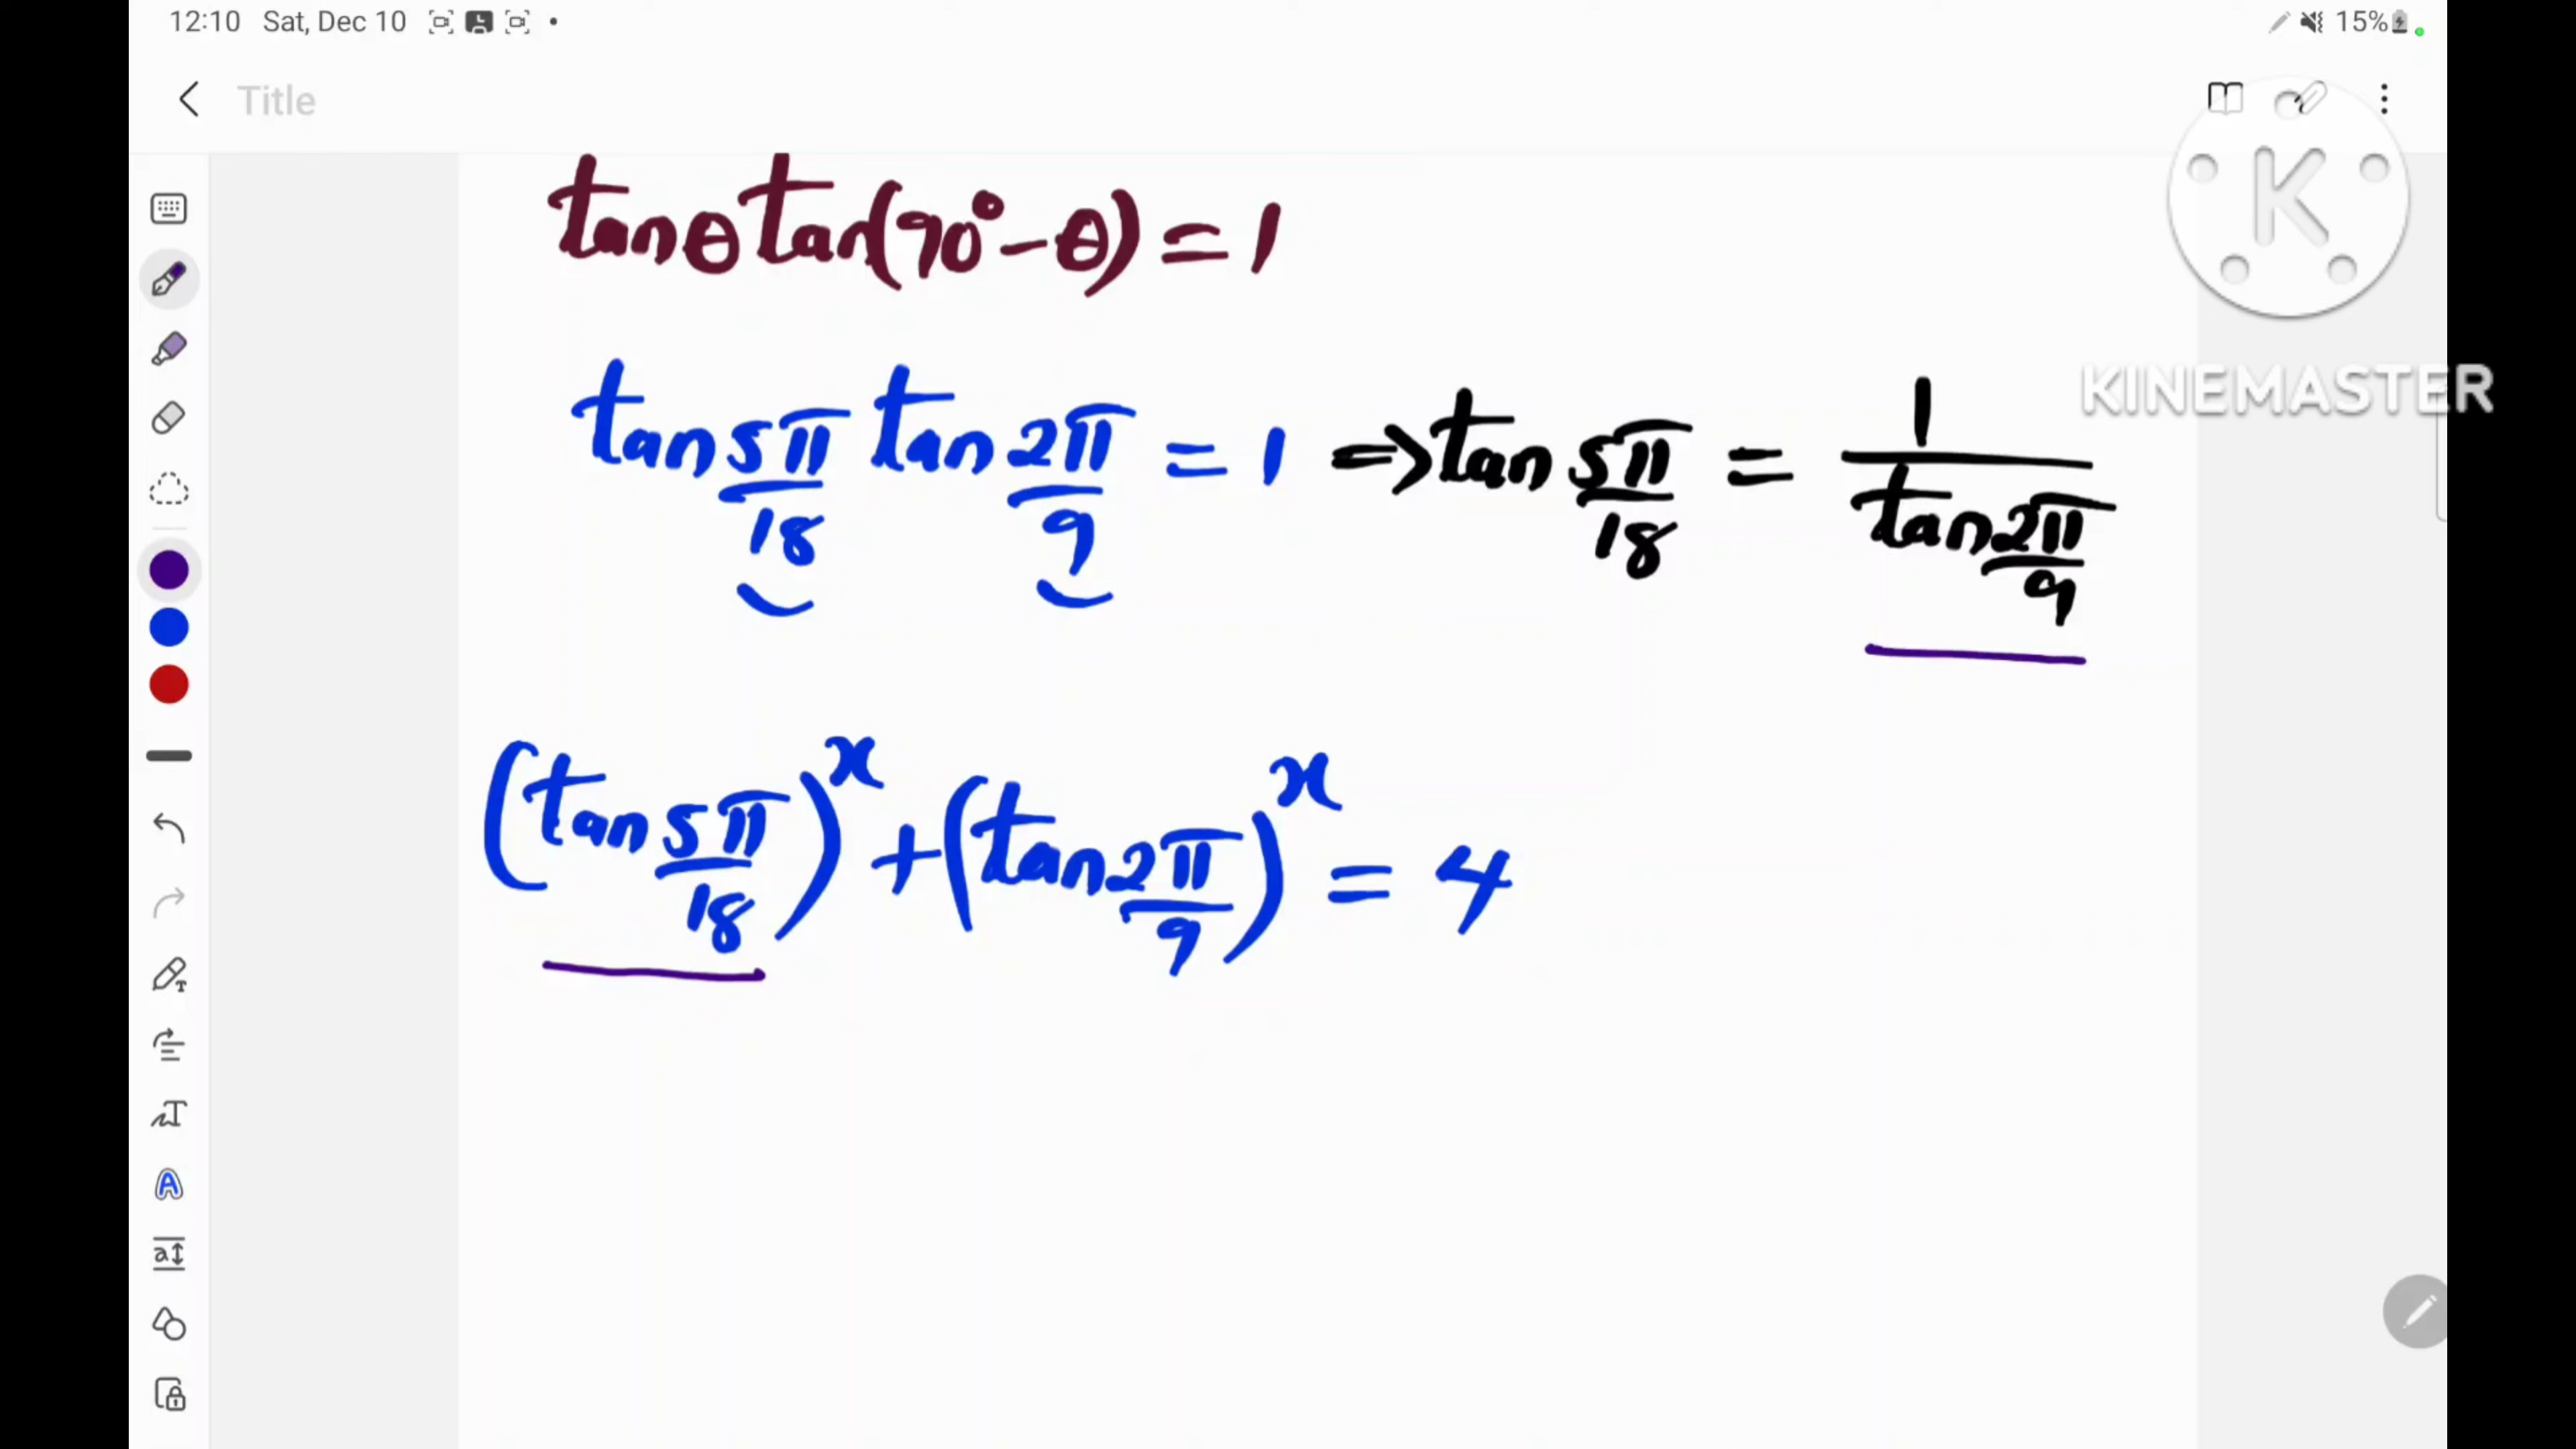 12:10 Sat, Dec 10 15%
Title
K
KINEMASTER
tanθ tan(90° − θ) = 1
tan 5π/18 tan 2π/9 = 1 ⇒ tan 5π/18 = 1/tan 2π/9
(tan 5π/18)^x + (tan 2π/9)^x = 4